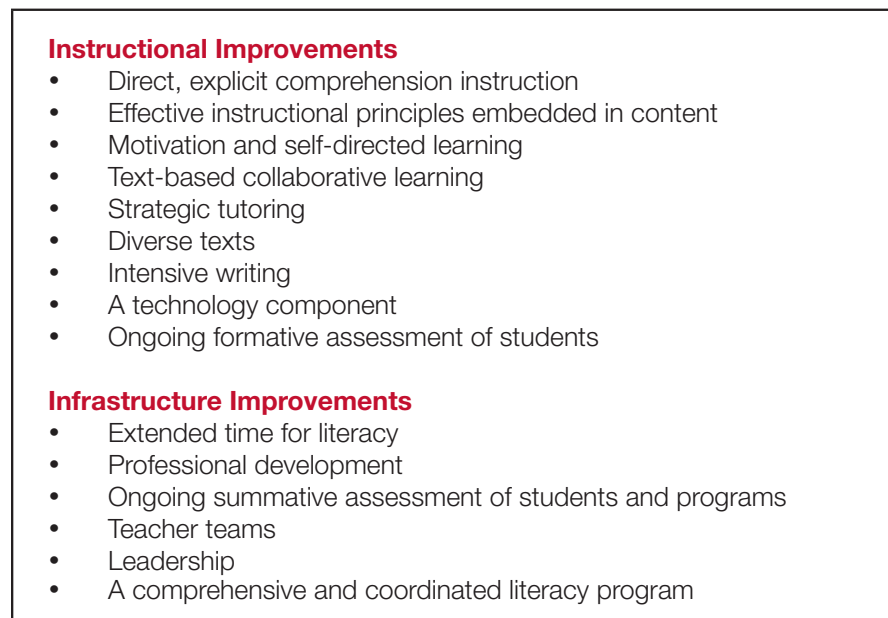 Instructional Improvements
• Direct, explicit comprehension instruction
• Effective instructional principles embedded in content
• Motivation and self-directed learning
• Text-based collaborative learning
• Strategic tutoring
• Diverse texts
• Intensive writing
• A technology component
• Ongoing formative assessment of students
Infrastructure Improvements
• Extended time for literacy
• Professional development
• Ongoing summative assessment of students and programs
• Teacher teams
• Leadership
• A comprehensive and coordinated literacy program